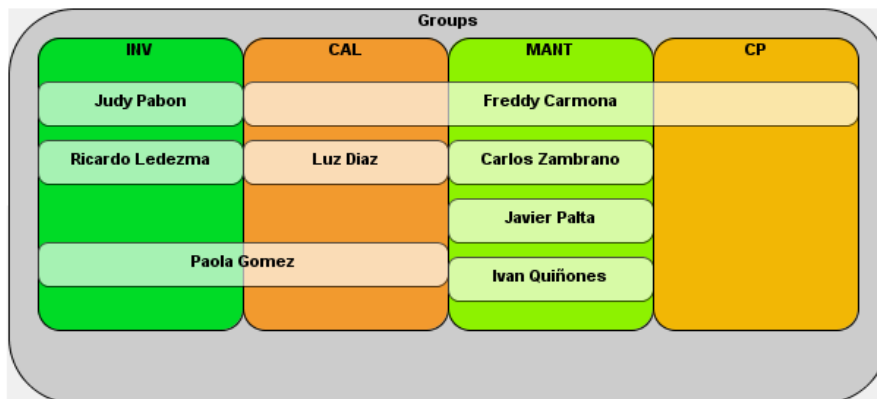 Groups
INV CAL MANT CP
Judy Pabon Freddy Carmona
Ricardo Ledezma Luz Diaz Carlos Zambrano
Javier Palta
Paola Gomez
Ivan Quiñones